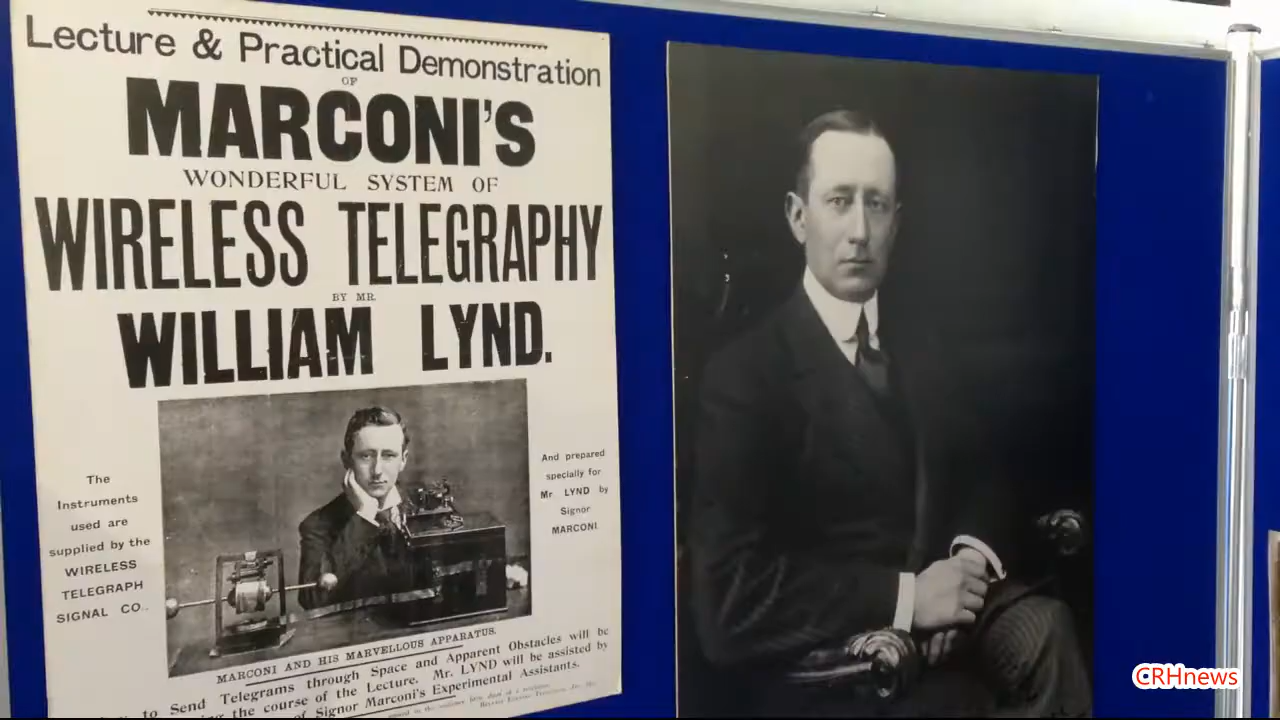 Lecture & Practical Demonstration
OF
MARCONI'S
WONDERFUL SYSTEM OF
WIRELESS TELEGRAPHY
BY MR.
WILLIAM LYND.
The
Instruments
used are
supplied by the
WIRELESS
TELEGRAPH
SIGNAL CO..
And prepared
specially for
Mr LYND by
Signor
MARCONI
MARCONI AND HIS MARVELLOUS APPARATUS.
to Send Telegrams through Space and Apparent Obstacles will be
the course of the Lecture. Mr. LYND will be assisted by
of Signor Marconi's Experimental Assistants.
CRHnews